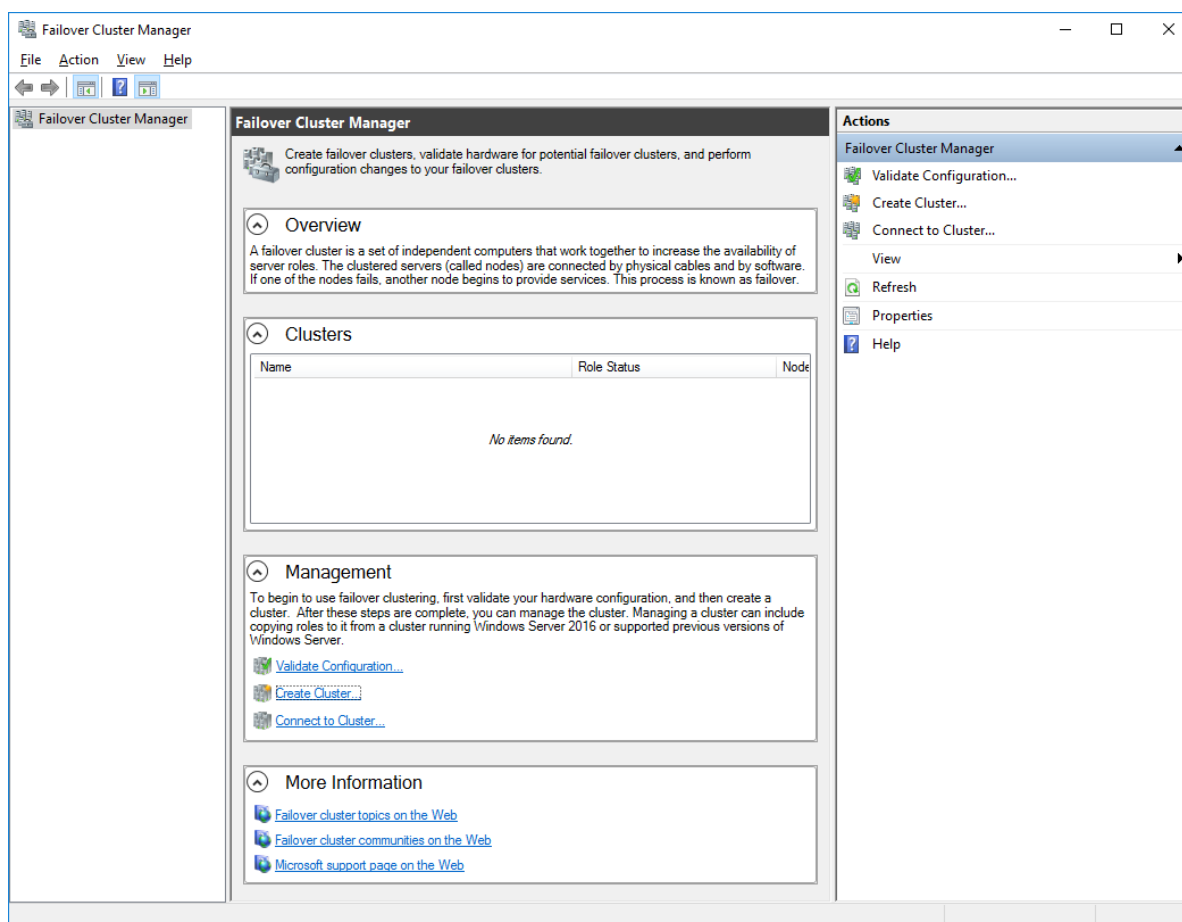 Failover Cluster Manager
File Action View Help
Failover Cluster Manager
Failover Cluster Manager
Create failover clusters, validate hardware for potential failover clusters, and perform
configuration changes to your failover clusters.
Overview
A failover cluster is a set of independent computers that work together to increase the availability of
server roles. The clustered servers (called nodes) are connected by physical cables and by software.
If one of the nodes fails, another node begins to provide services. This process is known as failover.
Clusters
Name Role Status Node
No items found.
Management
To begin to use failover clustering, first validate your hardware configuration, and then create a
cluster. After these steps are complete, you can manage the cluster. Managing a cluster can include
copying roles to it from a cluster running Windows Server 2016 or supported previous versions of
Windows Server.
Validate Configuration...
Create Cluster...
Connect to Cluster...
More Information
Failover cluster topics on the Web
Failover cluster communities on the Web
Microsoft support page on the Web
Actions
Failover Cluster Manager
Validate Configuration...
Create Cluster...
Connect to Cluster...
View
Refresh
Properties
Help